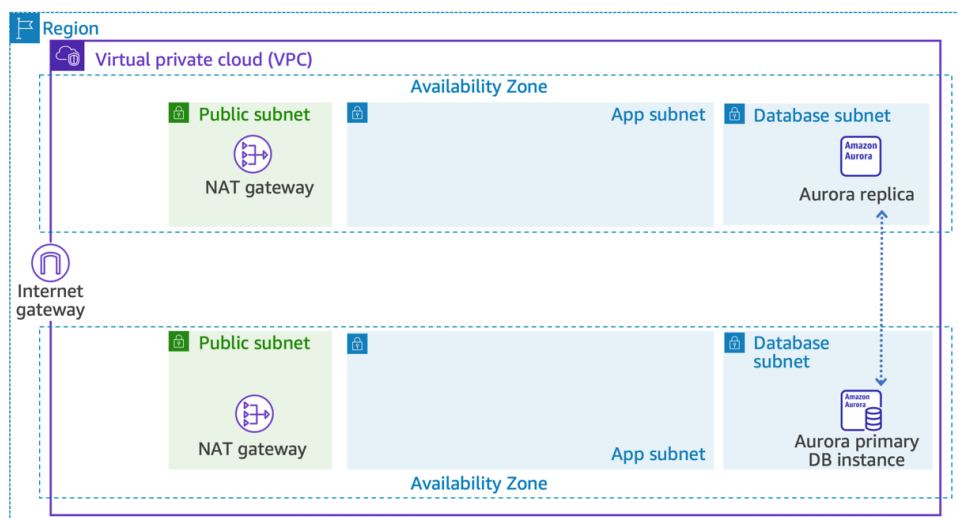 Region
Virtual private cloud (VPC)
Availability Zone
Public subnet
App subnet
Database subnet
NAT gateway
Amazon
Aurora
Aurora replica
Internet
gateway
Public subnet
Database
subnet
NAT gateway
App subnet
Amazon
Aurora
Aurora primary
DB instance
Availability Zone